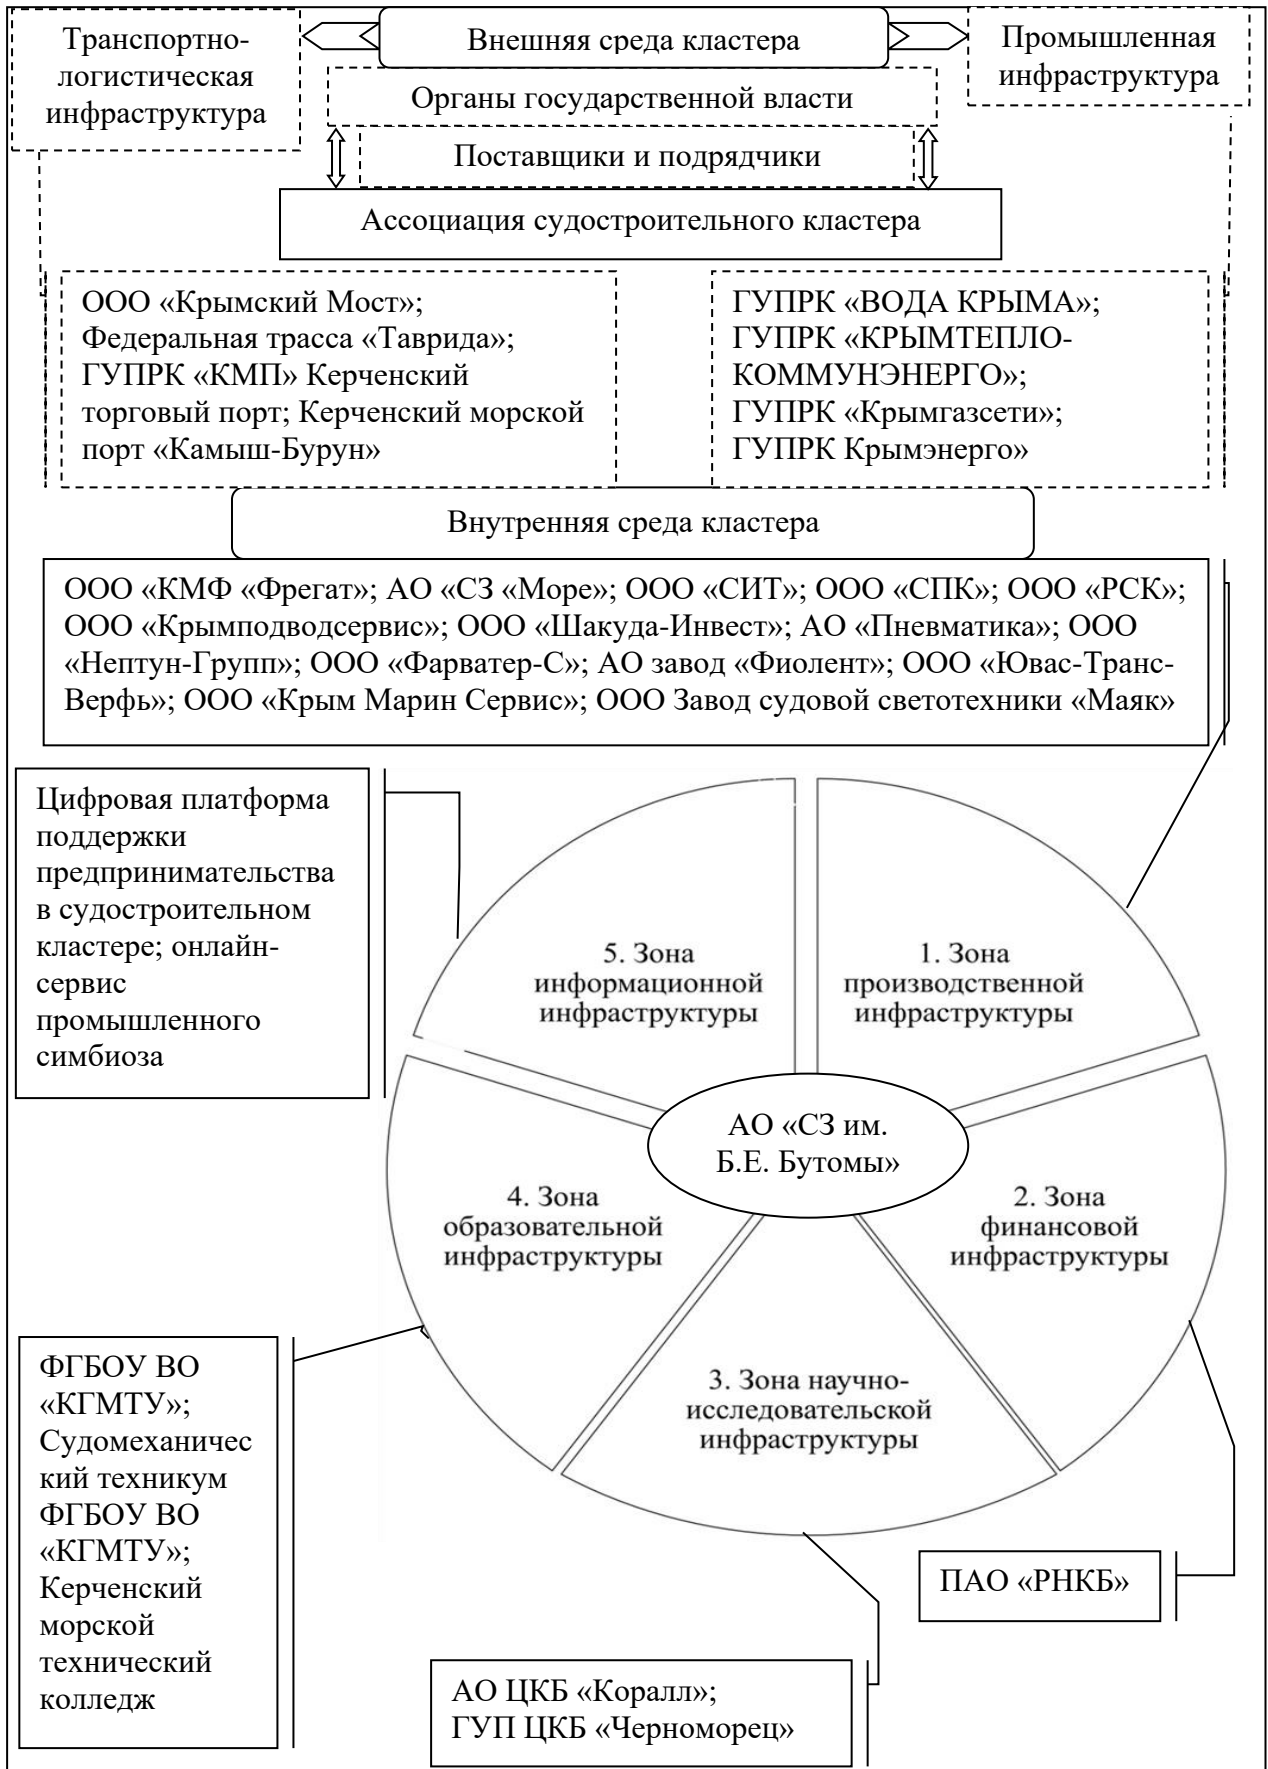 Транспортно-
логистическая
инфраструктура
Внешняя среда кластера
Промышленная
инфраструктура
Органы государственной власти
Поставщики и подрядчики
Ассоциация судостроительного кластера
ООО «Крымский Мост»;
Федеральная трасса «Таврида»;
ГУПРК «КМП» Керченский
торговый порт; Керченский морской
порт «Камыш-Бурун»
ГУПРК «ВОДА КРЫМА»;
ГУПРК «КРЫМТЕПЛО-
КОММУНЭНЕРГО»;
ГУПРК «Крымгазсети»;
ГУПРК Крымэнерго»
Внутренняя среда кластера
ООО «КМФ «Фрегат»; АО «СЗ «Море»; ООО «СИТ»; ООО «СПК»; ООО «РСК»;
ООО «Крымподводсервис»; ООО «Шакуда-Инвест»; АО «Пневматика»; ООО
«Нептун-Групп»; ООО «Фарватер-С»; АО завод «Фиолент»; ООО «Ювас-Транс-
Верфь»; ООО «Крым Марин Сервис»; ООО Завод судовой светотехники «Маяк»
Цифровая платформа
поддержки
предпринимательства
в судостроительном
кластере; онлайн-
сервис
промышленного
симбиоза
5. Зона
информационной
инфраструктуры
1. Зона
производственной
инфраструктуры
АО «СЗ им.
Б.Е. Бутомы»
4. Зона
образовательной
инфраструктуры
2. Зона
финансовой
инфраструктуры
3. Зона научно-
исследовательской
инфраструктуры
ФГБОУ ВО
«КГМТУ»;
Судомеханичес
кий техникум
ФГБОУ ВО
«КГМТУ»;
Керченский
морской
технический
колледж
ПАО «РНКБ»
АО ЦКБ «Коралл»;
ГУП ЦКБ «Черноморец»